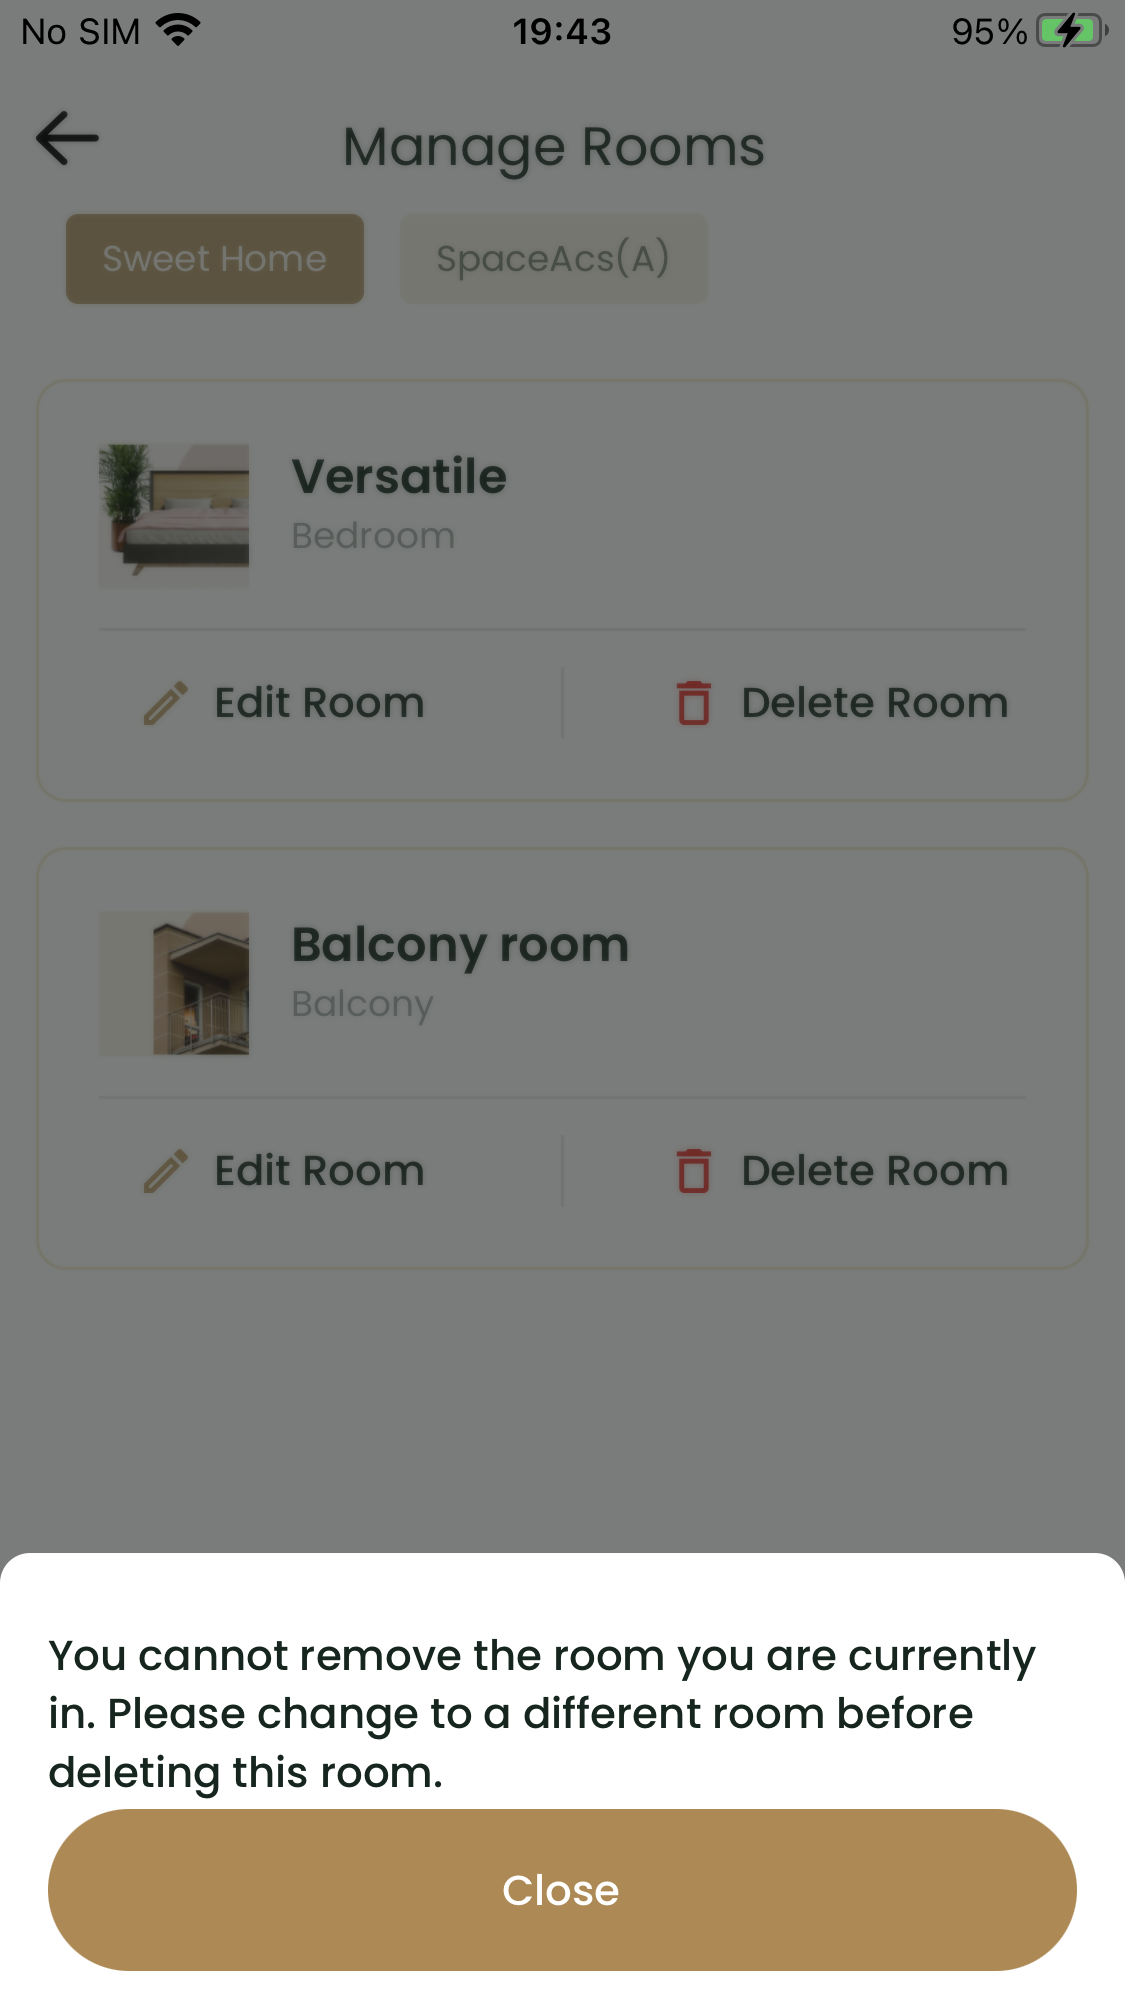 No SIM 19:43 95%
Manage Rooms
Sweet Home SpaceAcs(A)
Versatile
Bedroom
Edit Room Delete Room
Balcony room
Balcony
Edit Room Delete Room
You cannot remove the room you are currently
in. Please change to a different room before
deleting this room.
Close